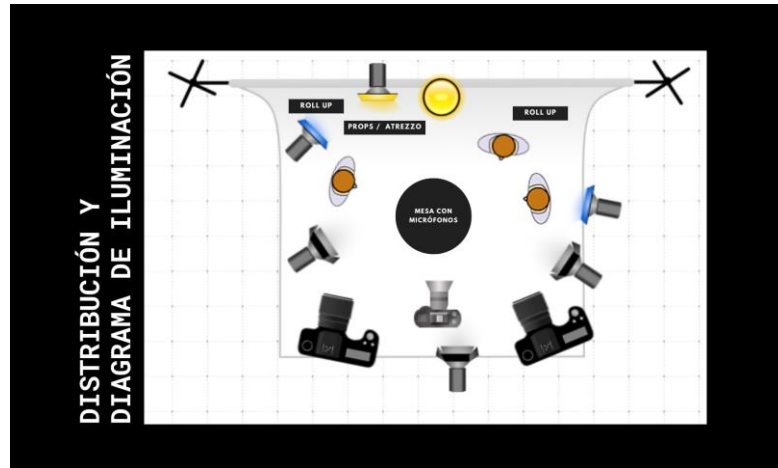 DISTRIBUCIÓN Y
DIAGRAMA DE ILUMINACIÓN
ROLL UP
ROLL UP
PROPS / ATREZZO
MESA CON
MICRÓFONOS